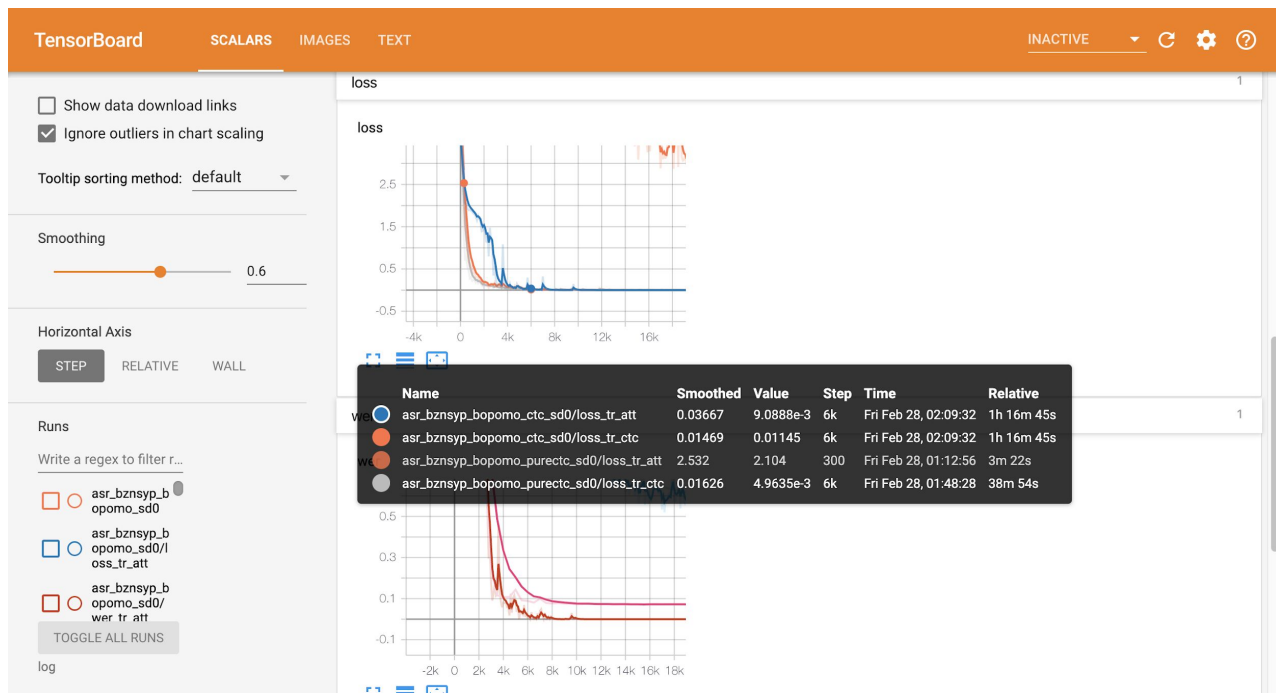 TensorBoard SCALARS IMAGES TEXT INACTIVE
Show data download links
Ignore outliers in chart scaling
Tooltip sorting method: default
Smoothing
0.6
Horizontal Axis
STEP RELATIVE WALL
Runs
Write a regex to filter r...
asr_bznsyp_b
opomo_sd0
asr_bznsyp_b
opomo_sd0/l
oss_tr_att
asr_bznsyp_b
opomo_sd0/
wer_tr_att
TOGGLE ALL RUNS
log
loss 1
loss
2.5
1.5
0.5
-0.5
-4k 0 4k 8k 12k 16k
1
Name Smoothed Value Step Time Relative
asr_bznsyp_bopomo_ctc_sd0/loss_tr_att 0.03667 9.0888e-3 6k Fri Feb 28, 02:09:32 1h 16m 45s
asr_bznsyp_bopomo_ctc_sd0/loss_tr_ctc 0.01469 0.01145 6k Fri Feb 28, 02:09:32 1h 16m 45s
asr_bznsyp_bopomo_purectc_sd0/loss_tr_att 2.532 2.104 300 Fri Feb 28, 01:12:56 3m 22s
asr_bznsyp_bopomo_purectc_sd0/loss_tr_ctc 0.01626 4.9635e-3 6k Fri Feb 28, 01:48:28 38m 54s
0.5
0.3
0.1
-0.1
-2k 0 2k 4k 6k 8k 10k 12k 14k 16k 18k